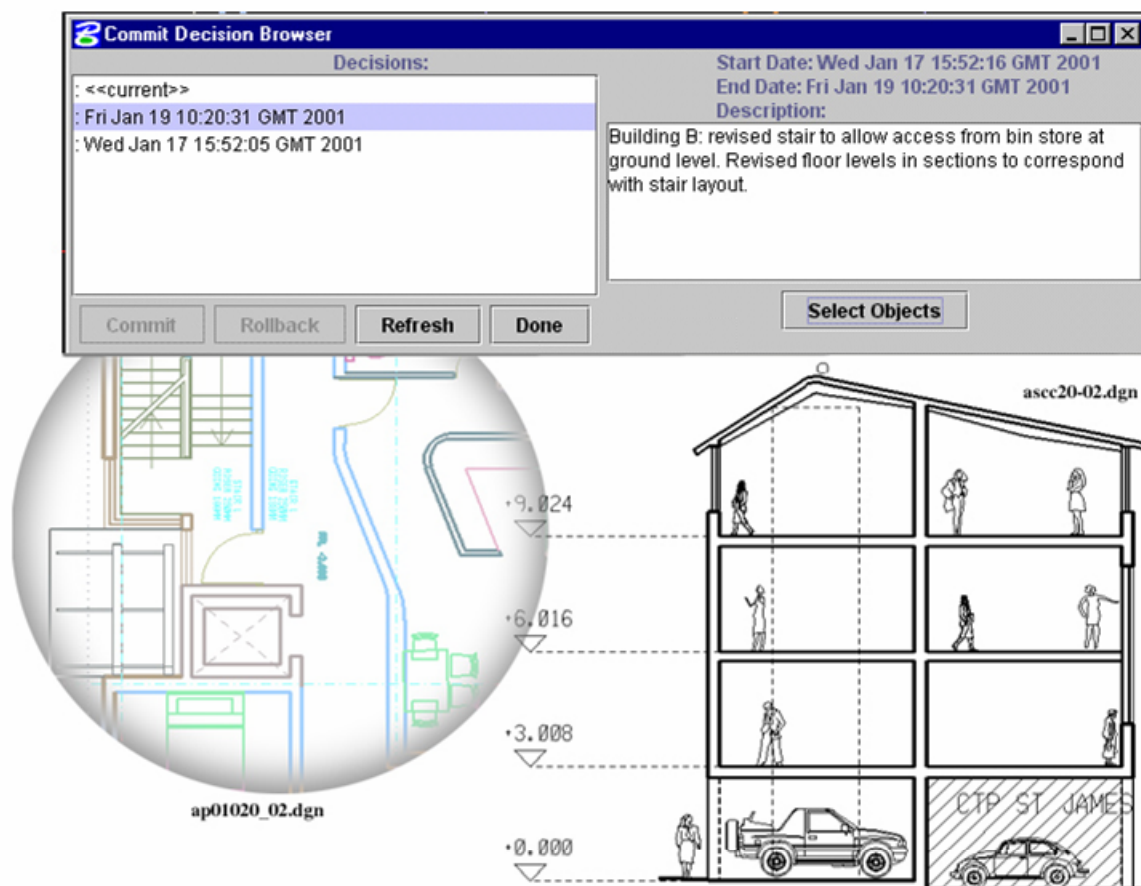 Commit Decision Browser
Decisions:
: <<current>>
: Fri Jan 19 10:20:31 GMT 2001
: Wed Jan 17 15:52:05 GMT 2001
Start Date: Wed Jan 17 15:52:16 GMT 2001
End Date: Fri Jan 19 10:20:31 GMT 2001
Description:
Building B: revised stair to allow access from bin store at
ground level. Revised floor levels in sections to correspond
with stair layout.
Commit
Rollback
Refresh
Done
Select Objects
ascc20-02.dgn
+9.024
+6.016
+3.008
CTP ST JAMES
+0.000
ap01020_02.dgn